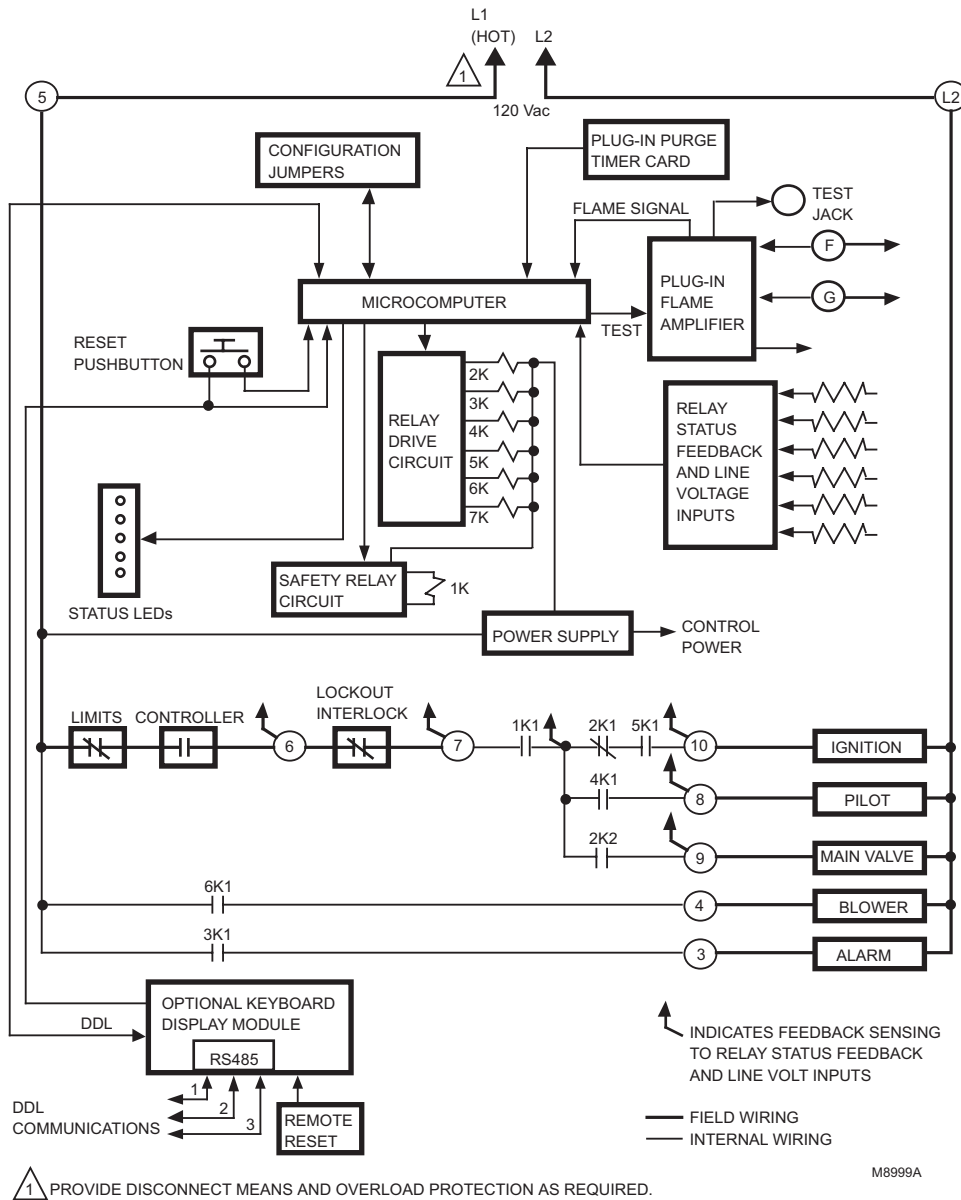 L1
(HOT) L2
1
5
L2
120 Vac
CONFIGURATION
JUMPERS
PLUG-IN PURGE
TIMER CARD
FLAME SIGNAL
TEST
JACK
F
G
PLUG-IN
FLAME
AMPLIFIER
MICROCOMPUTER
TEST
RESET
PUSHBUTTON
RELAY
DRIVE
CIRCUIT
2K
3K
4K
5K
6K
7K
RELAY
STATUS
FEEDBACK
AND LINE
VOLTAGE
INPUTS
STATUS LEDs
SAFETY RELAY
CIRCUIT
1K
POWER SUPPLY
CONTROL
POWER
LIMITS
CONTROLLER
6
LOCKOUT
INTERLOCK
7
1K1
2K1
5K1
10
IGNITION
4K1
8
PILOT
2K2
9
MAIN VALVE
6K1
4
BLOWER
3K1
3
ALARM
OPTIONAL KEYBOARD
DISPLAY MODULE
DDL
RS485
1
2
3
DDL
COMMUNICATIONS
REMOTE
RESET
INDICATES FEEDBACK SENSING
TO RELAY STATUS FEEDBACK
AND LINE VOLT INPUTS
FIELD WIRING
INTERNAL WIRING
M8999A
1 PROVIDE DISCONNECT MEANS AND OVERLOAD PROTECTION AS REQUIRED.